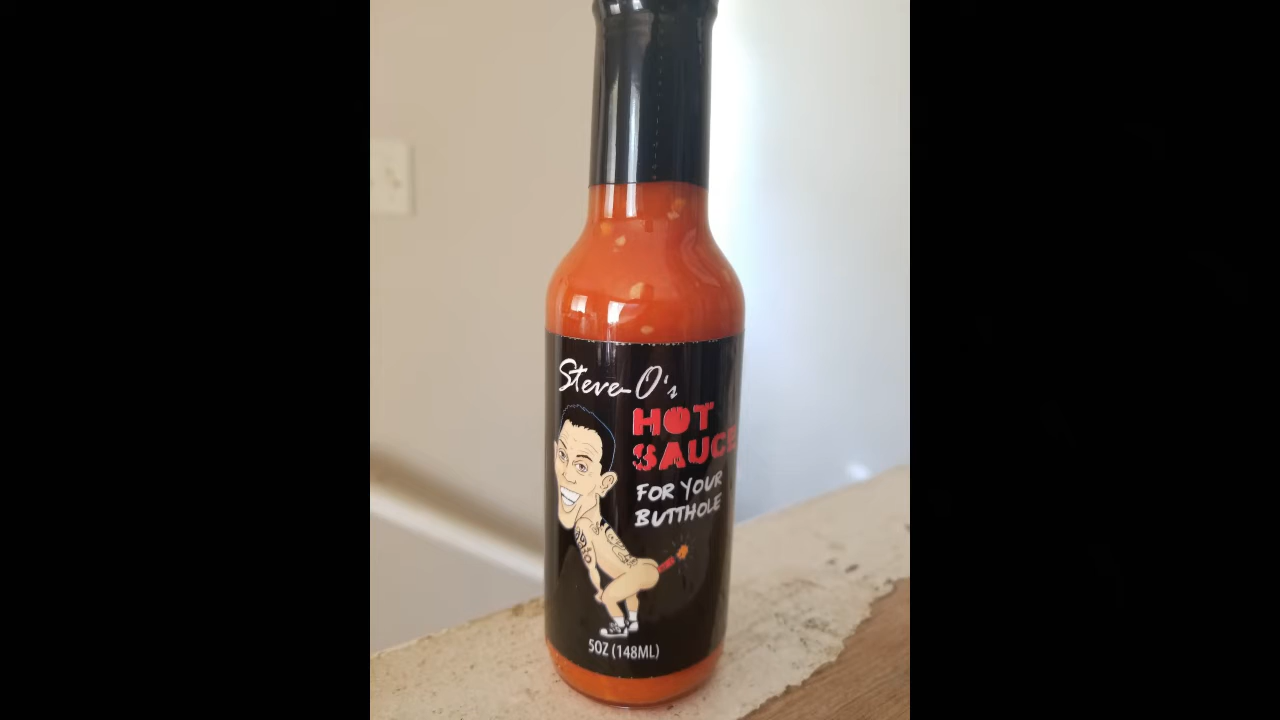 Steve-O's
HOT
SAUCE
FOR YOUR
BUTTHOLE
5OZ (148ML)